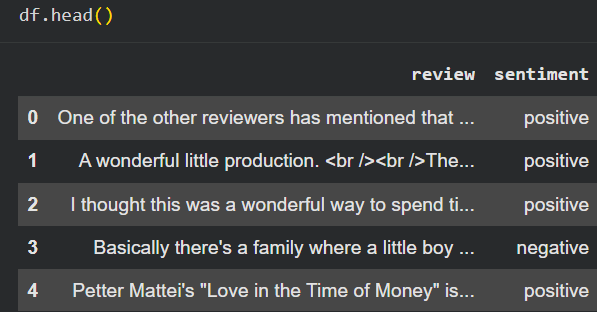 df.head()
review sentiment
0 One of the other reviewers has mentioned that ... positive
1 A wonderful little production. <br /><br />The... positive
2 I thought this was a wonderful way to spend ti... positive
3 Basically there's a family where a little boy ... negative
4 Petter Mattei's "Love in the Time of Money" is... positive